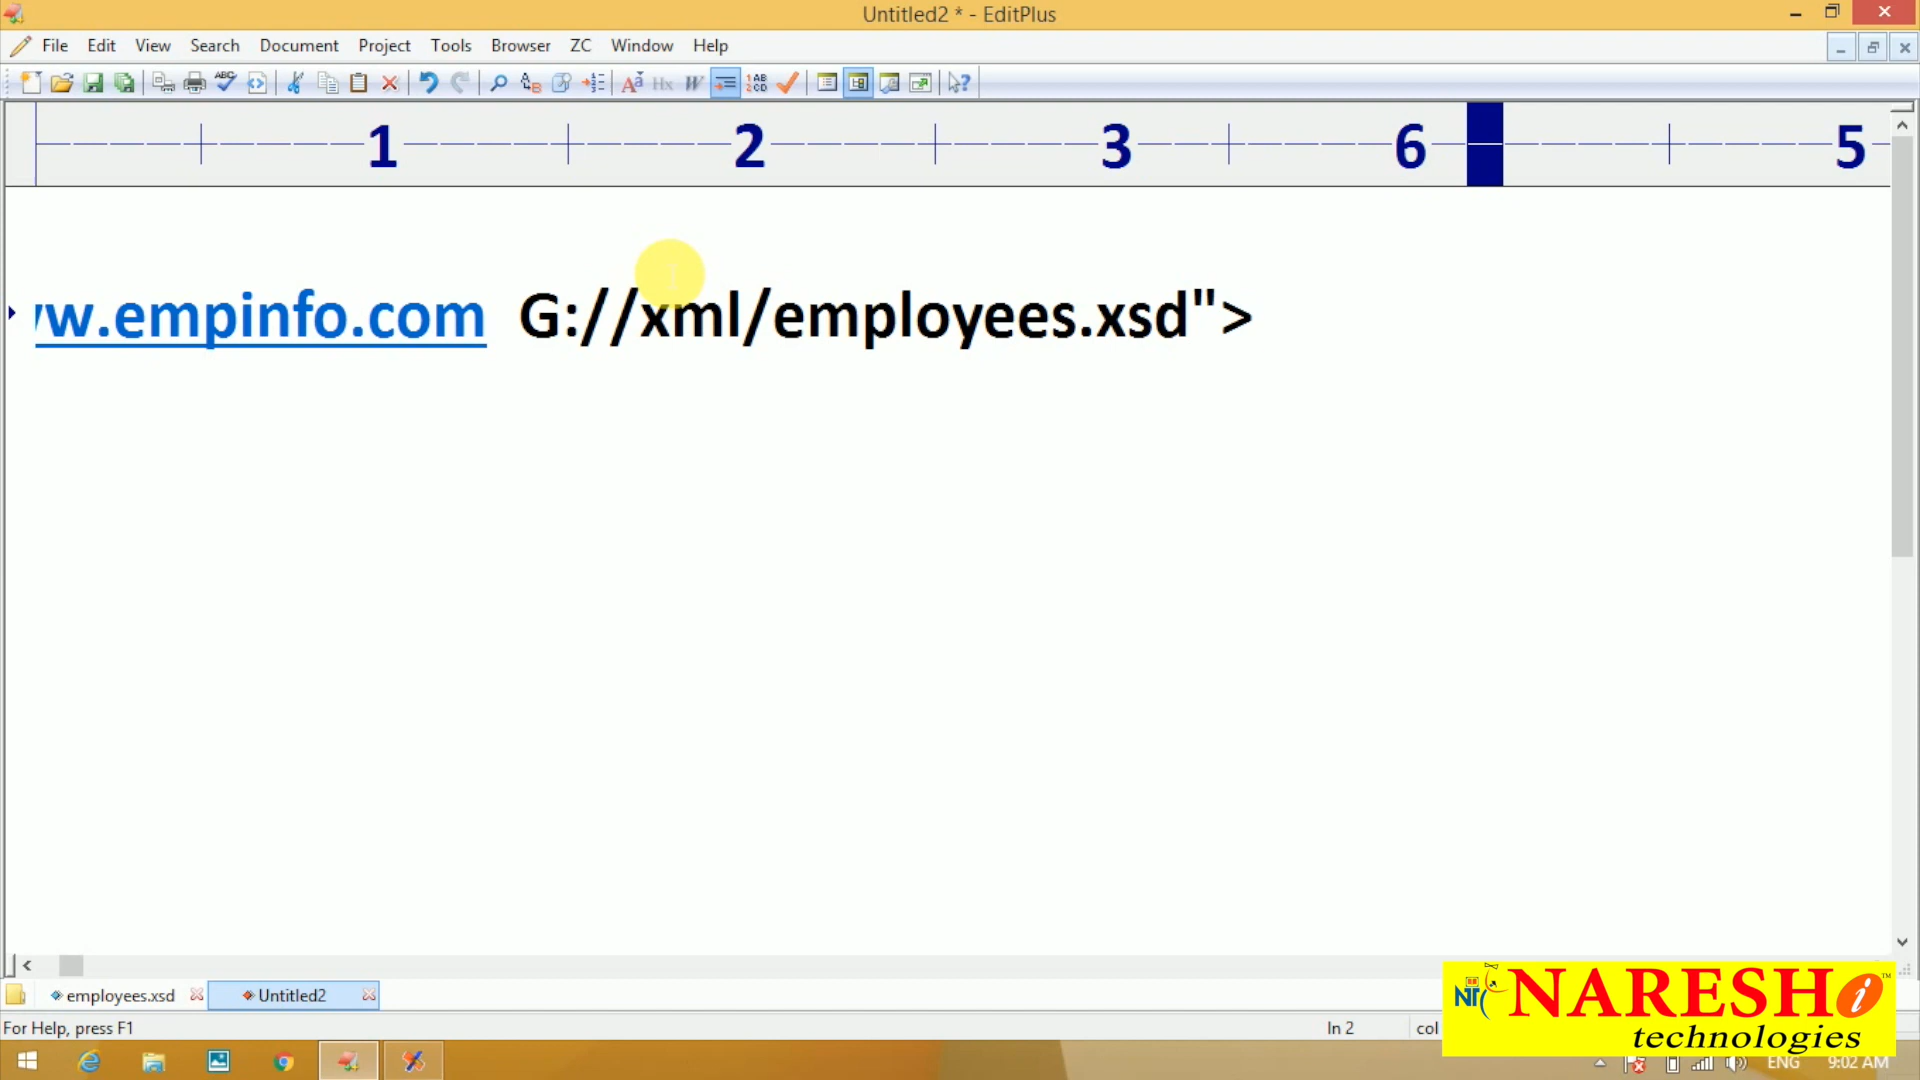 Untitled2 * - EditPlus
File Edit View Search Document Project Tools Browser ZC Window Help
1 2 3 6 5
w.empinfo.com G://xml/employees.xsd">
employees.xsd Untitled2
For Help, press F1 ln 2 col
NARESH i ™
technologies
ENG 9:02 AM